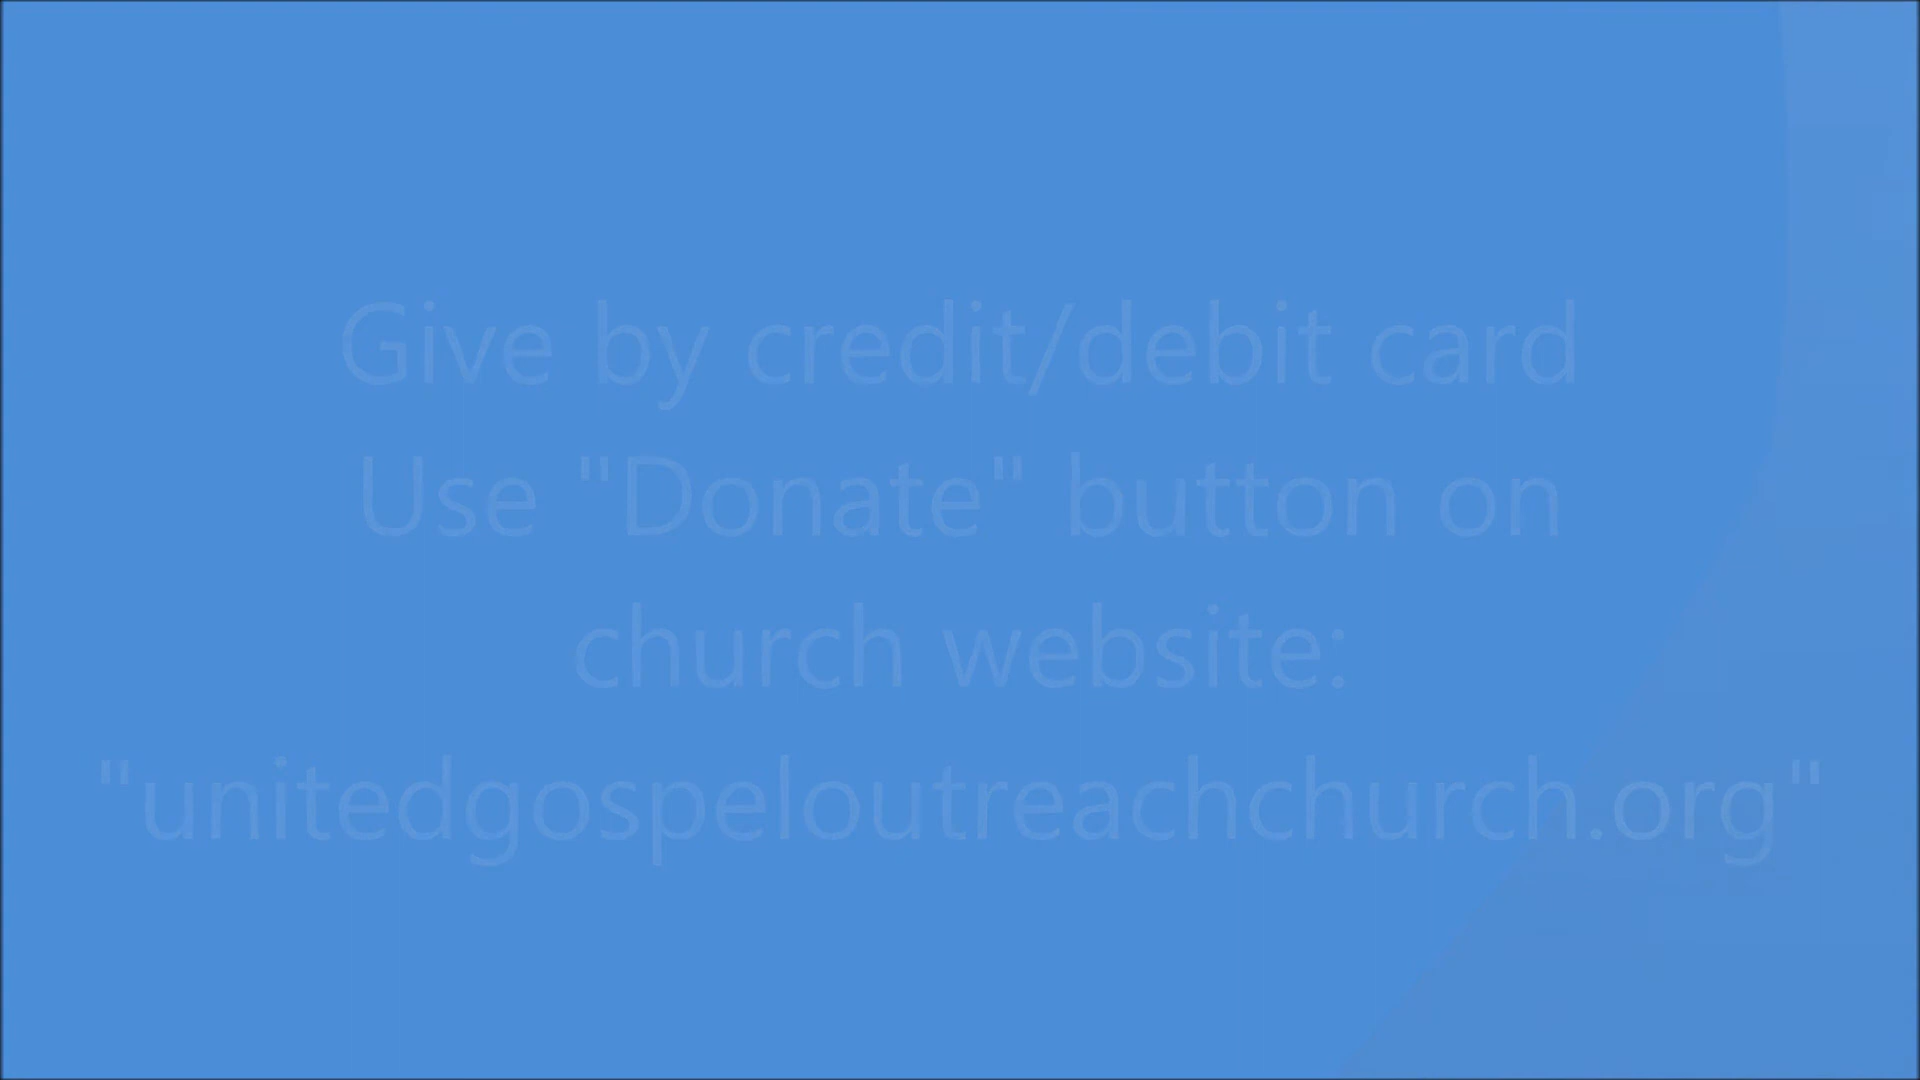 Give by credit/debit card
Use "Donate" button on
church website:
"unitedgospeloutreachchurch.org"